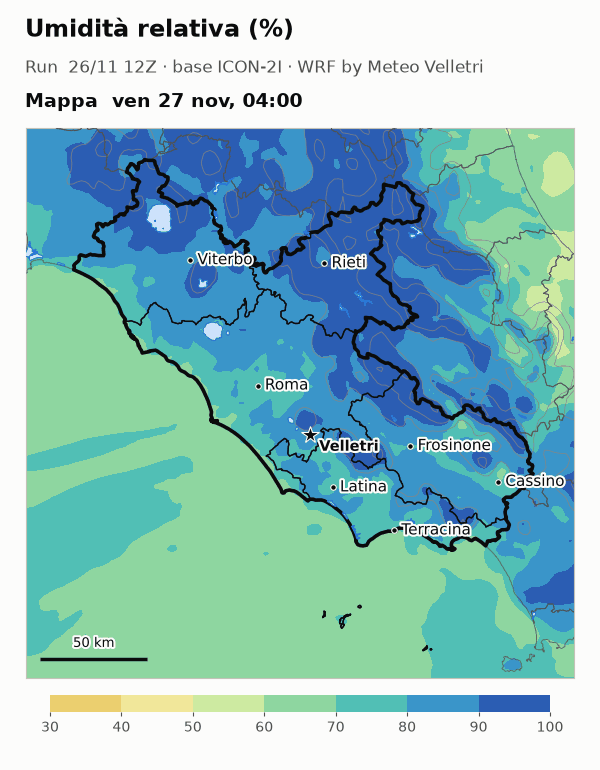 Umidità relativa (%)
Run  26/11 12Z · base ICON-2I · WRF by Meteo Velletri
Mappa  ven 27 nov, 04:00
Viterbo
Rieti
Roma
Velletri
Frosinone
Cassino
Latina
Terracina
50 km
30 40 50 60 70 80 90 100